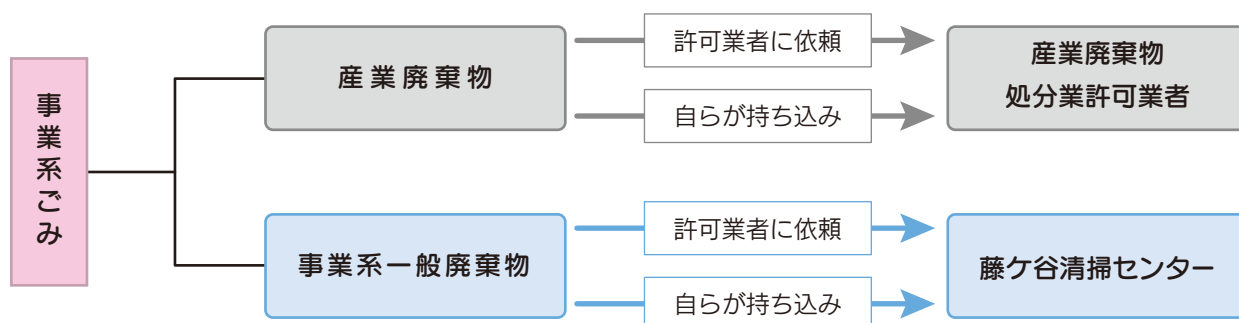 事業系ごみ
産業廃棄物
許可業者に依頼
自らが持ち込み
産業廃棄物
処分業許可業者
事業系一般廃棄物
許可業者に依頼
自らが持ち込み
藤ケ谷清掃センター